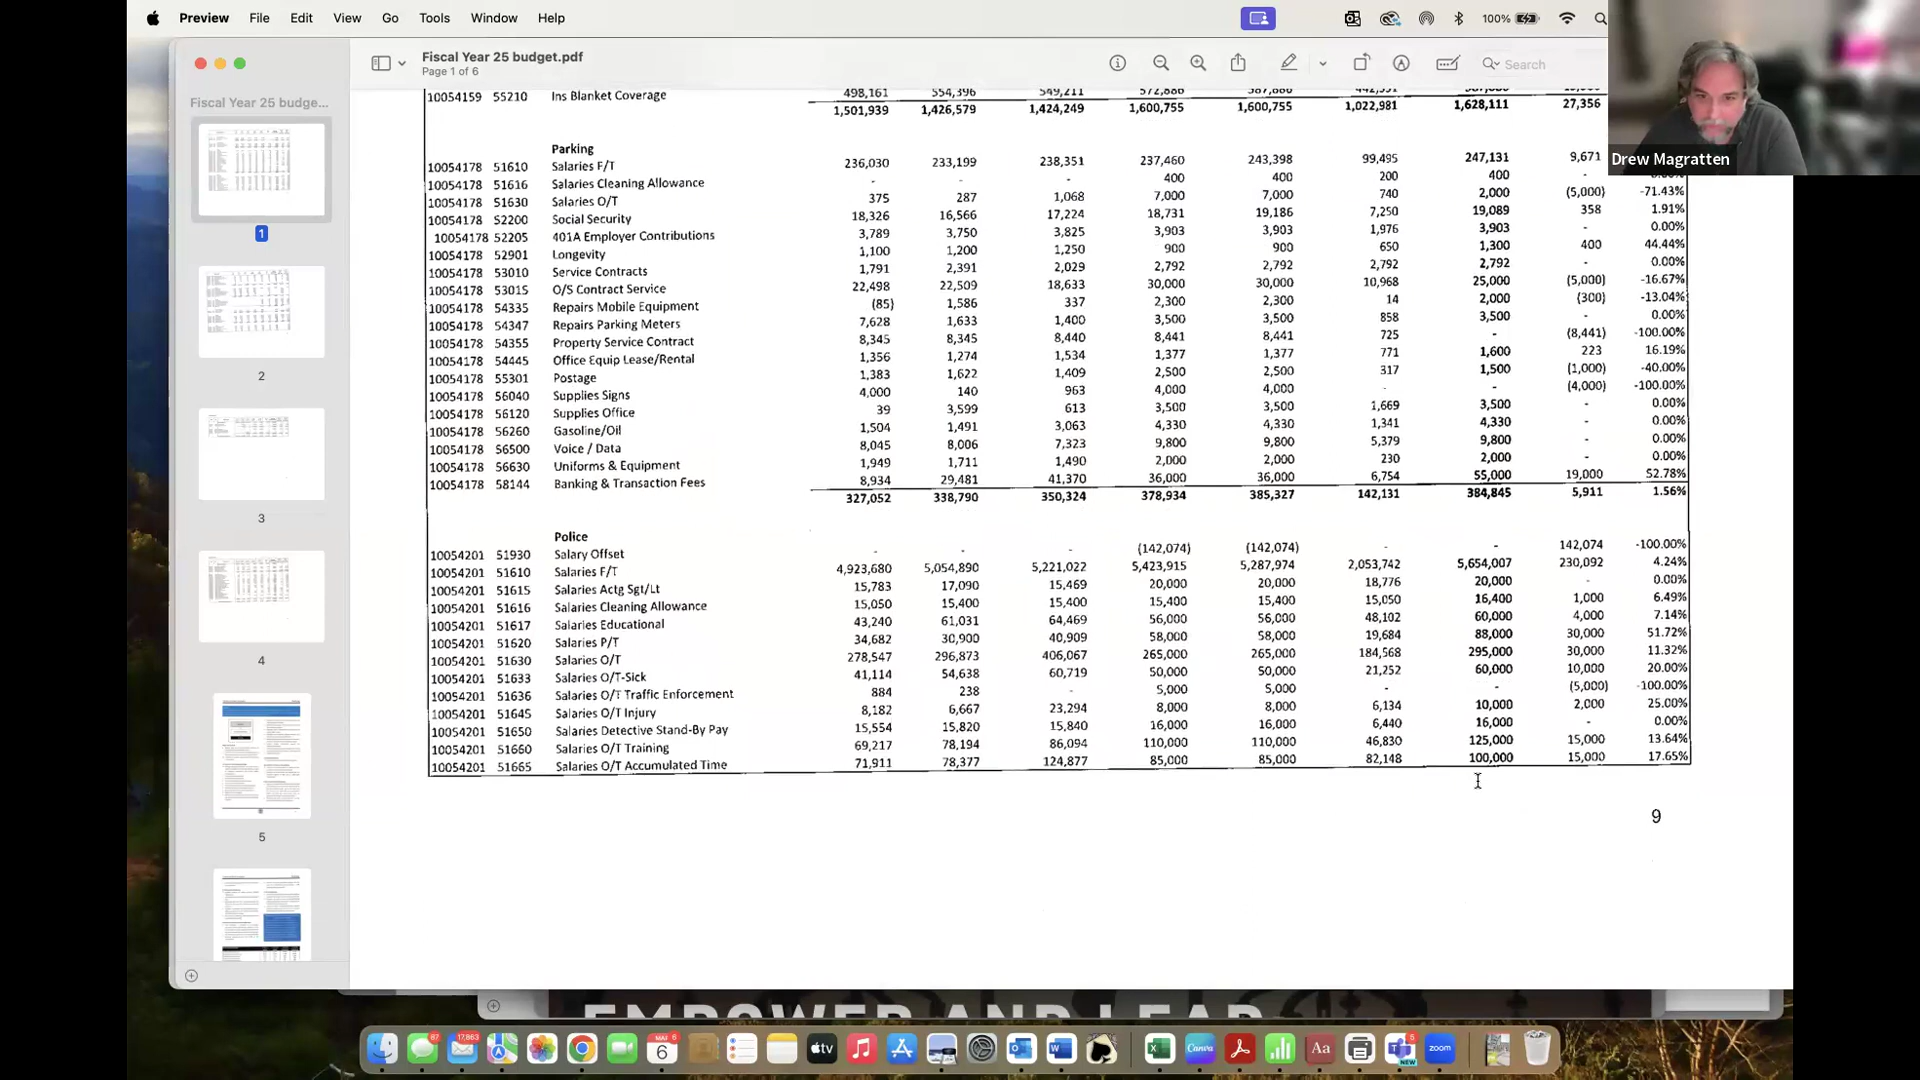 Preview File Edit View Go Tools Window Help 100%
Fiscal Year 25 budget.pdf
Page 1 of 6
Search
Drew Magratten
Fiscal Year 25 budge...
1
2
3
4
5
10054159 55210 Ins Blanket Coverage 498,161 554,396 549,211 572,886 587,886
1,501,939 1,426,579 1,424,249 1,600,755 1,600,755 1,022,981 1,628,111 27,356
Parking
10054178 51610 Salaries F/T 236,030 233,199 238,351 237,460 243,398 99,495 247,131 9,671
10054178 51616 Salaries Cleaning Allowance - - - 400 400 200 400 -
10054178 51630 Salaries O/T 375 287 1,068 7,000 7,000 740 2,000 (5,000) -71.43%
10054178 52200 Social Security 18,326 16,566 17,224 18,731 19,186 7,250 19,089 358 1.91%
10054178 52205 401A Employer Contributions 3,789 3,750 3,825 3,903 3,903 1,976 3,903 - 0.00%
10054178 52901 Longevity 1,100 1,200 1,250 900 900 650 1,300 400 44.44%
10054178 53010 Service Contracts 1,791 2,391 2,029 2,792 2,792 2,792 2,792 - 0.00%
10054178 53015 O/S Contract Service 22,498 22,509 18,633 30,000 30,000 10,968 25,000 (5,000) -16.67%
10054178 54335 Repairs Mobile Equipment (85) 1,586 337 2,300 2,300 14 2,000 (300) -13.04%
10054178 54347 Repairs Parking Meters 7,628 1,633 1,400 3,500 3,500 858 3,500 - 0.00%
10054178 54355 Property Service Contract 8,345 8,345 8,440 8,441 8,441 725 - (8,441) -100.00%
10054178 54445 Office Equip Lease/Rental 1,356 1,274 1,534 1,377 1,377 771 1,600 223 16.19%
10054178 55301 Postage 1,383 1,622 1,409 2,500 2,500 317 1,500 (1,000) -40.00%
10054178 56040 Supplies Signs 4,000 140 963 4,000 4,000 - - (4,000) -100.00%
10054178 56120 Supplies Office 39 3,599 613 3,500 3,500 1,669 3,500 - 0.00%
10054178 56260 Gasoline/Oil 1,504 1,491 3,063 4,330 4,330 1,341 4,330 - 0.00%
10054178 56500 Voice / Data 8,045 8,006 7,323 9,800 9,800 5,379 9,800 - 0.00%
10054178 56630 Uniforms & Equipment 1,949 1,711 1,490 2,000 2,000 230 2,000 - 0.00%
10054178 58144 Banking & Transaction Fees 8,934 29,481 41,370 36,000 36,000 6,754 55,000 19,000 52.78%
327,052 338,790 350,324 378,934 385,327 142,131 384,845 5,911 1.56%
Police
10054201 51930 Salary Offset - - - (142,074) (142,074) - - 142,074 -100.00%
10054201 51610 Salaries F/T 4,923,680 5,054,890 5,221,022 5,423,915 5,287,974 2,053,742 5,654,007 230,092 4.24%
10054201 51615 Salaries Actg Sgt/Lt 15,783 17,090 15,469 20,000 20,000 18,776 20,000 - 0.00%
10054201 51616 Salaries Cleaning Allowance 15,050 15,400 15,400 15,400 15,400 15,050 16,400 1,000 6.49%
10054201 51617 Salaries Educational 43,240 61,031 64,469 56,000 56,000 48,102 60,000 4,000 7.14%
10054201 51620 Salaries P/T 34,682 30,900 40,909 58,000 58,000 19,684 88,000 30,000 51.72%
10054201 51630 Salaries O/T 278,547 296,873 406,067 265,000 265,000 184,568 295,000 30,000 11.32%
10054201 51633 Salaries O/T-Sick 41,114 54,638 60,719 50,000 50,000 21,252 60,000 10,000 20.00%
10054201 51636 Salaries O/T Traffic Enforcement 884 238 - 5,000 5,000 - - (5,000) -100.00%
10054201 51645 Salaries O/T Injury 8,182 6,667 23,294 8,000 8,000 6,134 10,000 2,000 25.00%
10054201 51650 Salaries Detective Stand-By Pay 15,554 15,820 15,840 16,000 16,000 6,440 16,000 - 0.00%
10054201 51660 Salaries O/T Training 69,217 78,194 86,094 110,000 110,000 46,830 125,000 15,000 13.64%
10054201 51665 Salaries O/T Accumulated Time 71,911 78,377 124,877 85,000 85,000 82,148 100,000 15,000 17.65%
9
EMPOWER AND LEAD
87 17,863 MAI 6 6 tv Canva Aa NEW 5 zoom